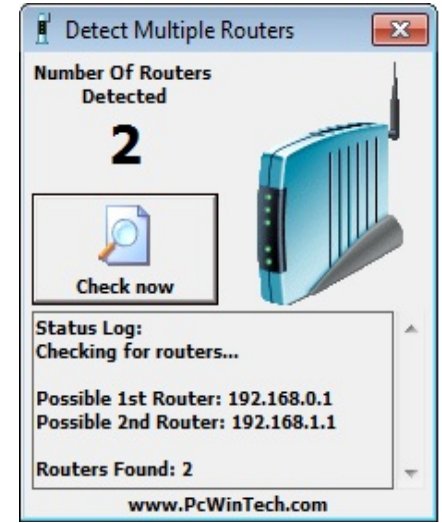 Detect Multiple Routers
Number Of Routers
Detected
2
Check now
Status Log:
Checking for routers...
Possible 1st Router: 192.168.0.1
Possible 2nd Router: 192.168.1.1
Routers Found: 2
www.PcWinTech.com